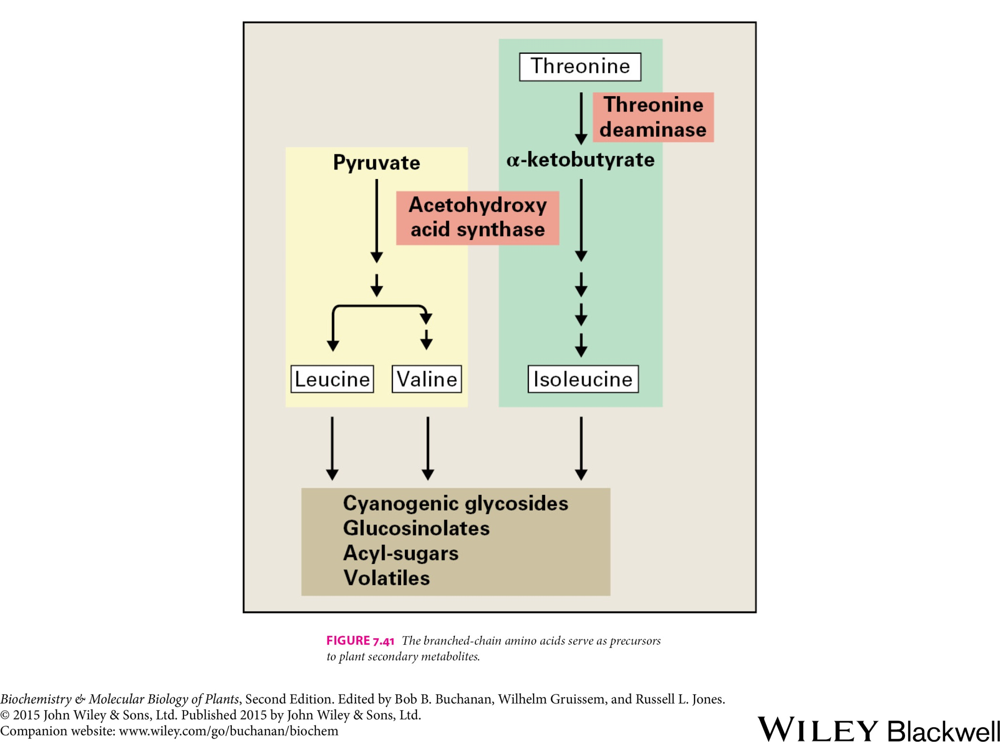 Threonine
Threonine
deaminase
Pyruvate
α-ketobutyrate
Acetohydroxy
acid synthase
Leucine
Valine
Isoleucine
Cyanogenic glycosides
Glucosinolates
Acyl-sugars
Volatiles
FIGURE 7.41 The branched-chain amino acids serve as precursors
to plant secondary metabolites.
Biochemistry & Molecular Biology of Plants, Second Edition. Edited by Bob B. Buchanan, Wilhelm Gruissem, and Russell L. Jones.
© 2015 John Wiley & Sons, Ltd. Published 2015 by John Wiley & Sons, Ltd.
Companion website: www.wiley.com/go/buchanan/biochem
WILEY Blackwell